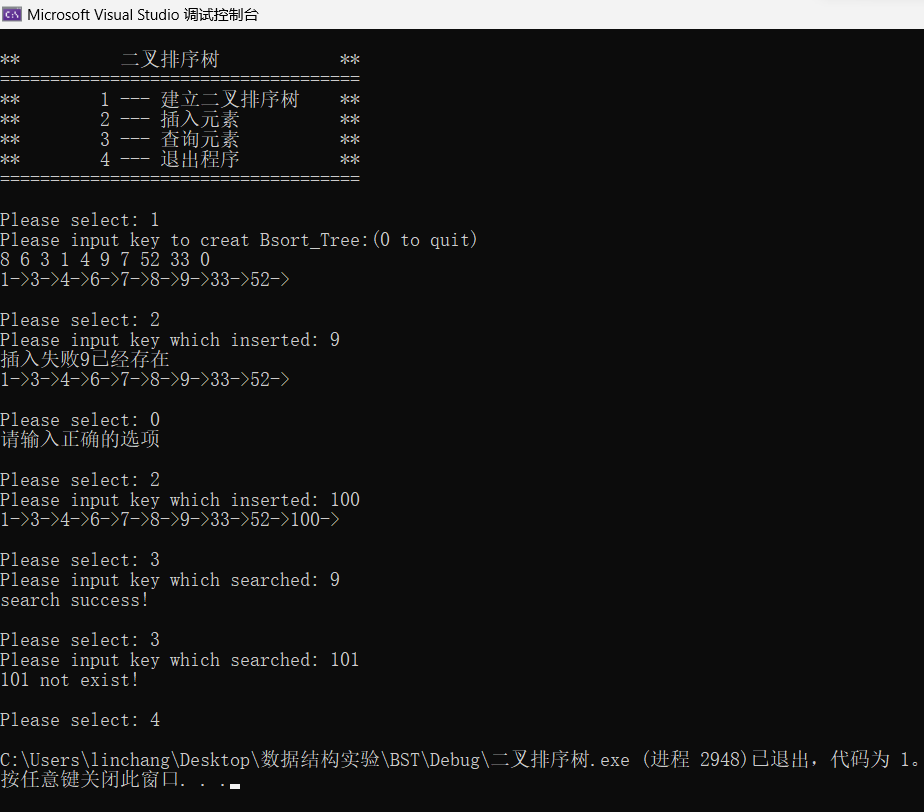 Microsoft Visual Studio 调试控制台
** 二叉排序树 **
====================================
** 1 --- 建立二叉排序树 **
** 2 --- 插入元素 **
** 3 --- 查询元素 **
** 4 --- 退出程序 **
====================================
Please select: 1
Please input key to creat Bsort_Tree:(0 to quit)
8 6 3 1 4 9 7 52 33 0
1->3->4->6->7->8->9->33->52->
Please select: 2
Please input key which inserted: 9
插入失败9已经存在
1->3->4->6->7->8->9->33->52->
Please select: 0
请输入正确的选项
Please select: 2
Please input key which inserted: 100
1->3->4->6->7->8->9->33->52->100->
Please select: 3
Please input key which searched: 9
search success!
Please select: 3
Please input key which searched: 101
101 not exist!
Please select: 4
C:\Users\linchang\Desktop\数据结构实验\BST\Debug\二叉排序树.exe (进程 2948)已退出，代码为 1。
按任意键关闭此窗口. . .